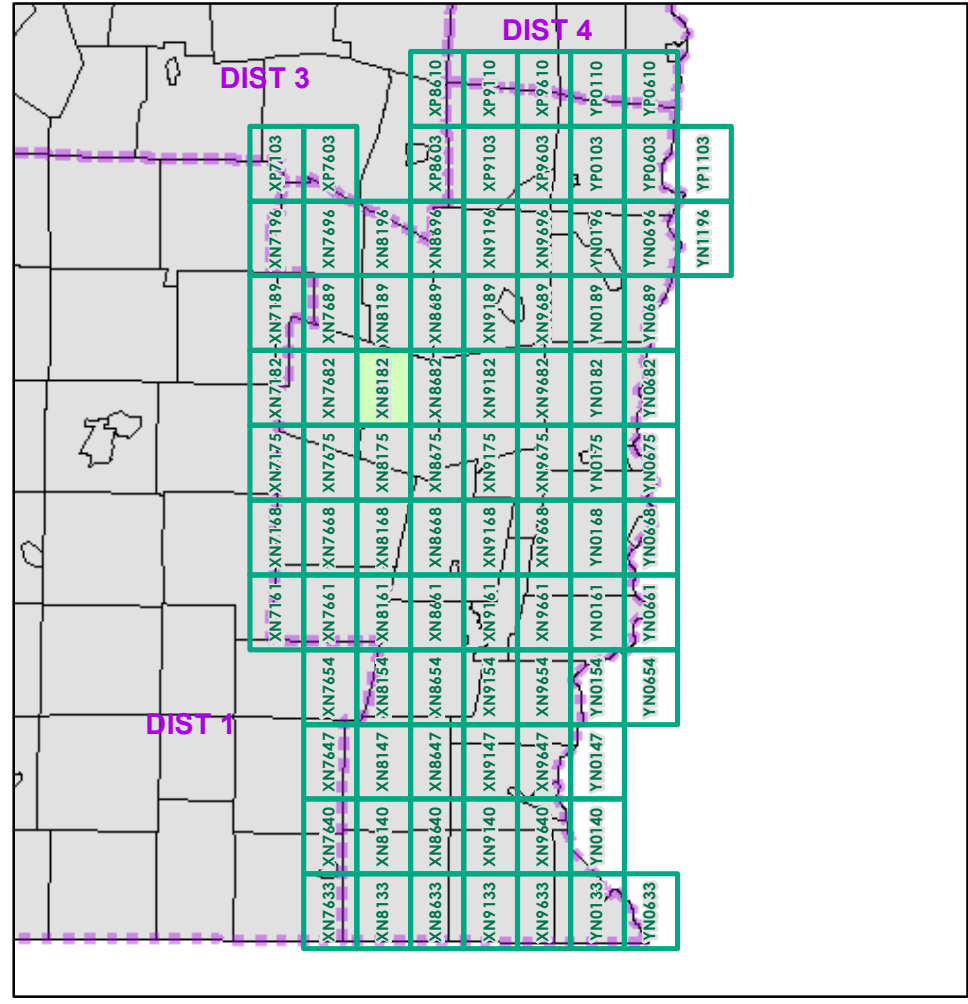 DIST 4
DIST 3
XP8610
XP9110
XP9610
YP0110
YP0610
XP7103
XP7603
XP8603
XP9103
XP9603
YP0103
YP0603
YP1103
XN7196
XN7696
XN8196
XN8696
XN9196
XN9696
YN0196
YN0696
YN1196
XN7189
XN7689
XN8189
XN8689
XN9189
XN9689
YN0189
YN0689
XN7182
XN7682
XN8182
XN8682
XN9182
XN9682
YN0182
YN0682
XN7175
XN7675
XN8175
XN8675
XN9175
XN9675
YN0175
YN0675
XN7168
XN7668
XN8168
XN8668
XN9168
XN9668
YN0168
YN0668
XN7161
XN7661
XN8161
XN8661
XN9161
XN9661
YN0161
YN0661
XN7654
XN8154
XN8654
XN9154
XN9654
YN0154
YN0654
DIST 1
XN7647
XN8147
XN8647
XN9147
XN9647
YN0147
XN7640
XN8140
XN8640
XN9140
XN9640
YN0140
XN7633
XN8133
XN8633
XN9133
XN9633
YN0133
YN0633